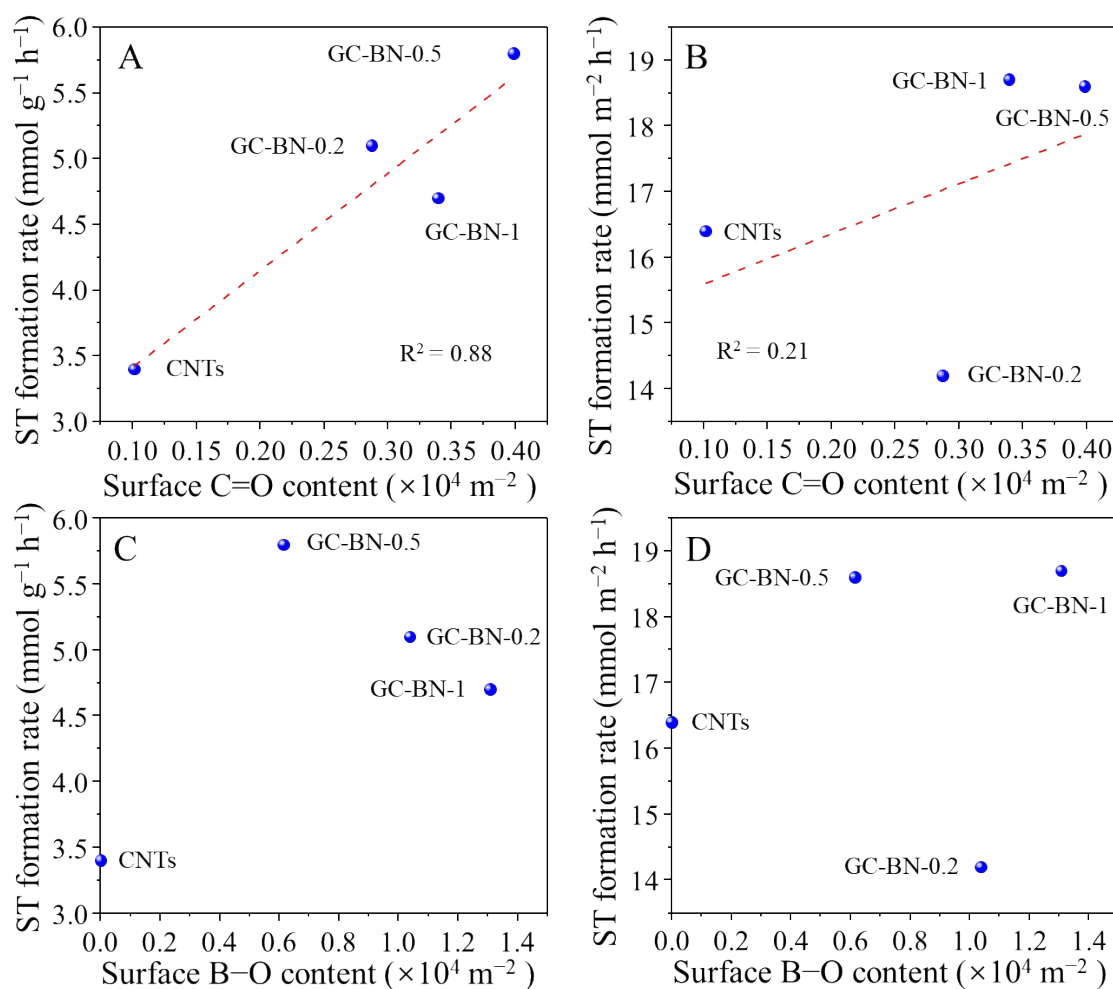 A
ST formation rate (mmol g⁻¹ h⁻¹)
6.0
5.5
5.0
4.5
4.0
3.5
3.0
GC-BN-0.5
GC-BN-0.2
GC-BN-1
CNTs
R² = 0.88
0.10 0.15 0.20 0.25 0.30 0.35 0.40
Surface C=O content (×10⁴ m⁻²)
B
ST formation rate (mmol m⁻² h⁻¹)
19
18
17
16
15
14
GC-BN-1
GC-BN-0.5
CNTs
GC-BN-0.2
R² = 0.21
0.10 0.15 0.20 0.25 0.30 0.35 0.40
Surface C=O content (×10⁴ m⁻²)
C
ST formation rate (mmol g⁻¹ h⁻¹)
6.0
5.5
5.0
4.5
4.0
3.5
3.0
GC-BN-0.5
GC-BN-0.2
GC-BN-1
CNTs
0.0 0.2 0.4 0.6 0.8 1.0 1.2 1.4
Surface B−O content (×10⁴ m⁻²)
D
ST formation rate (mmol m⁻² h⁻¹)
19
18
17
16
15
14
GC-BN-0.5
GC-BN-1
CNTs
GC-BN-0.2
0.0 0.2 0.4 0.6 0.8 1.0 1.2 1.4
Surface B−O content (×10⁴ m⁻²)